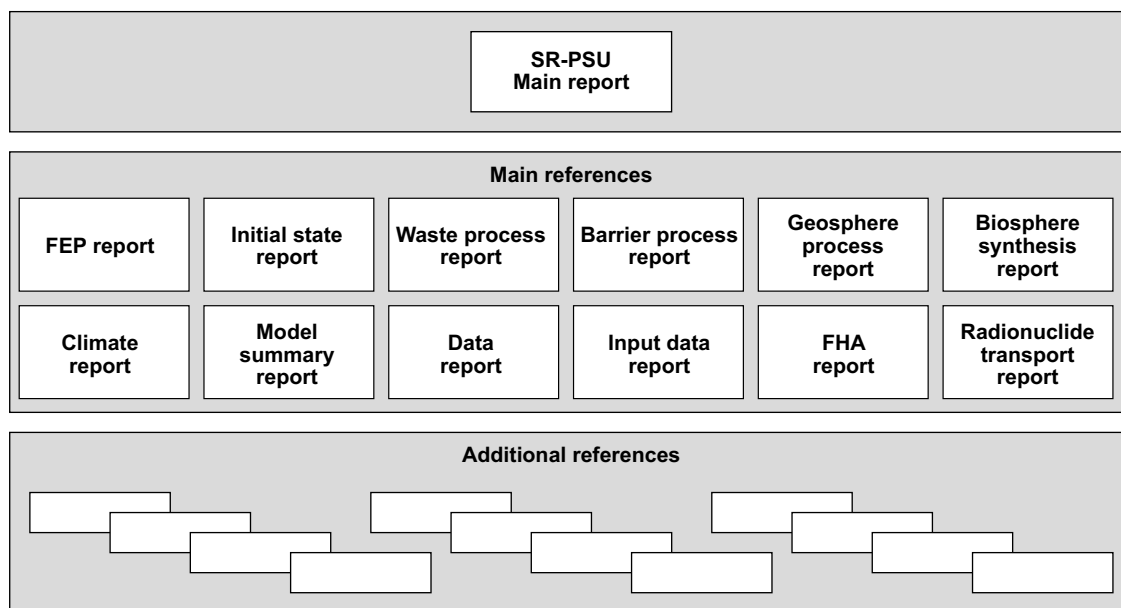 SR-PSU
Main report
Main references
FEP report
Initial state
report
Waste process
report
Barrier process
report
Geosphere
process
report
Biosphere
synthesis
report
Climate
report
Model
summary
report
Data
report
Input data
report
FHA
report
Radionuclide
transport
report
Additional references